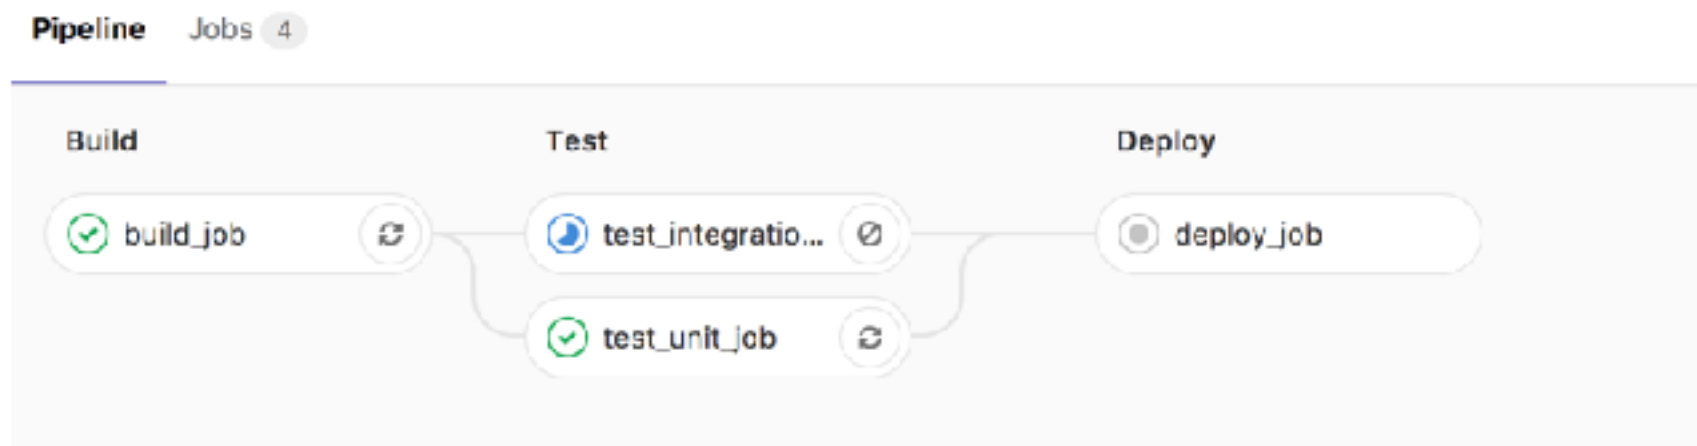 Pipeline Jobs 4
Build Test Deploy
build_job test_integratio... deploy_job
test_unit_job